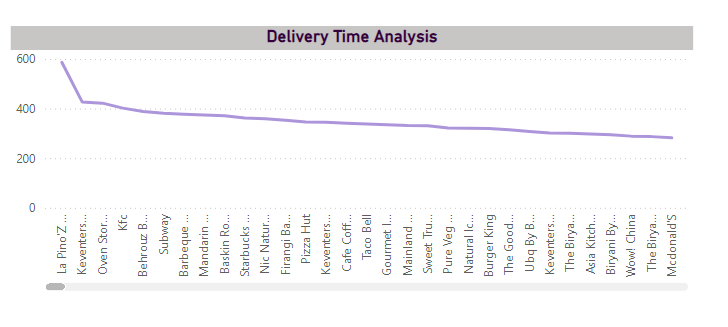 Delivery Time Analysis
600
400
200
0
La Pino'Z ...
Keventers...
Oven Stor...
Kfc
Behrouz B...
Subway
Barbeque ...
Mandarin ...
Baskin Ro...
Starbucks ...
Nic Natur...
Firangi Ba...
Pizza Hut
Keventers...
Cafe Coff...
Taco Bell
Gourmet I...
Mainland ...
Sweet Tru...
Pure Veg ...
Natural Ic...
Burger King
The Good...
Ubq By B...
Keventers...
The Birya...
Asia Kitch...
Biryani By...
Wow! China
The Birya...
Mcdonald'S